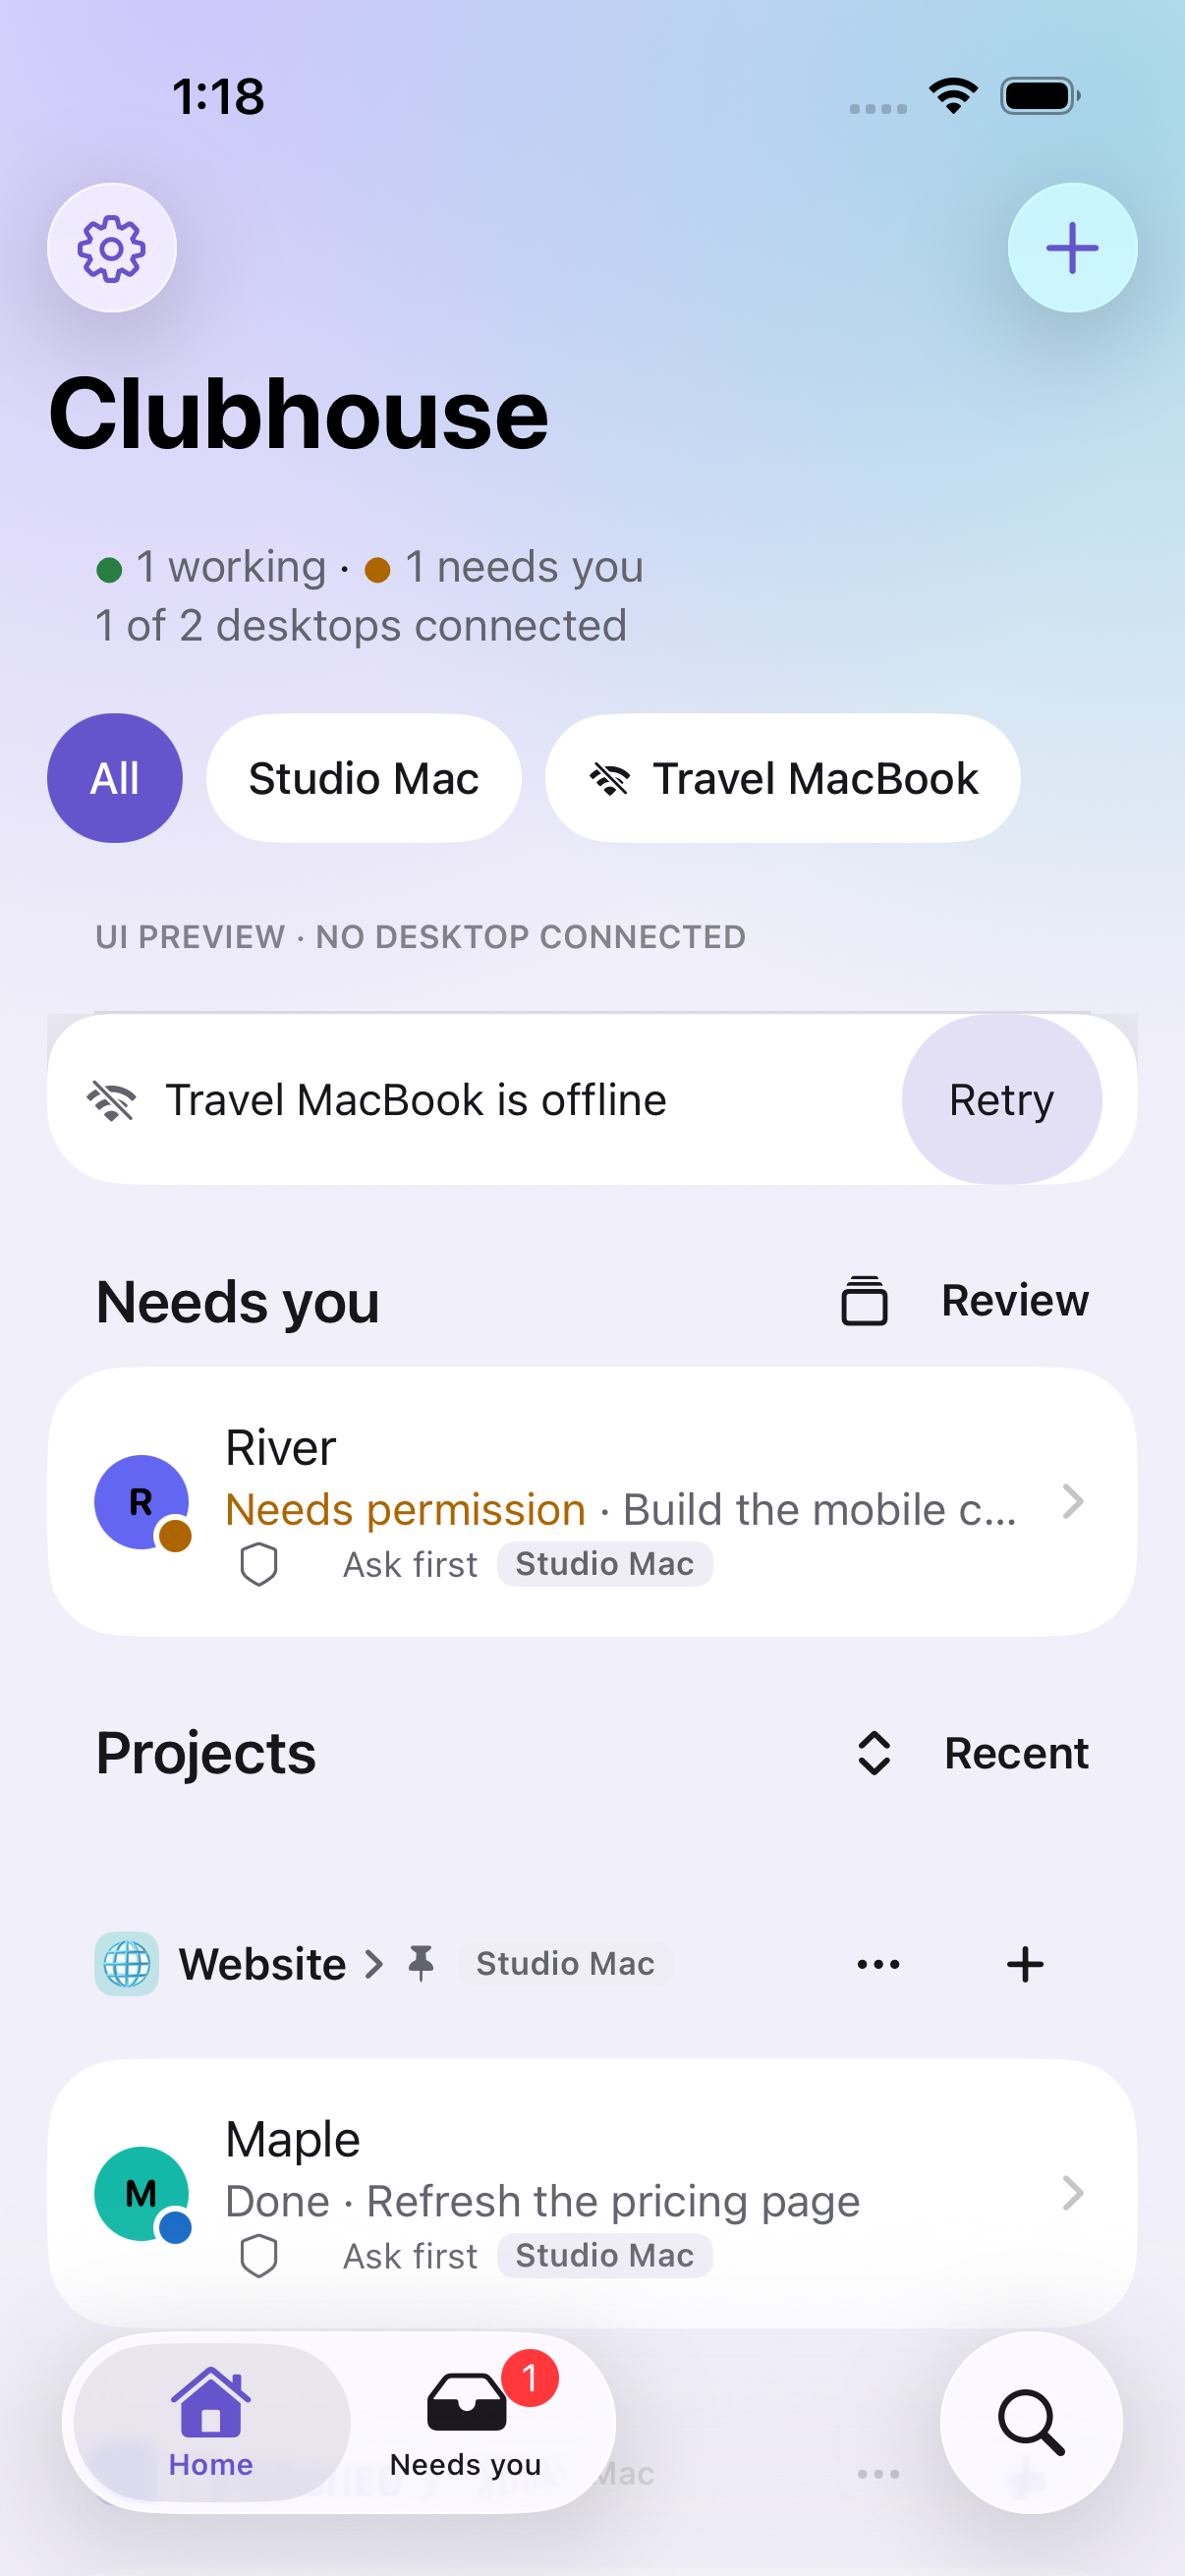 1:18
Clubhouse
1 working · 1 needs you
1 of 2 desktops connected
All
Studio Mac
Travel MacBook
UI PREVIEW · NO DESKTOP CONNECTED
Travel MacBook is offline
Retry
Needs you
Review
R
River
Needs permission · Build the mobile c...
Ask first
Studio Mac
Projects
Recent
Website
Studio Mac
M
Maple
Done · Refresh the pricing page
Ask first
Studio Mac
1
Home
Needs you
Mac